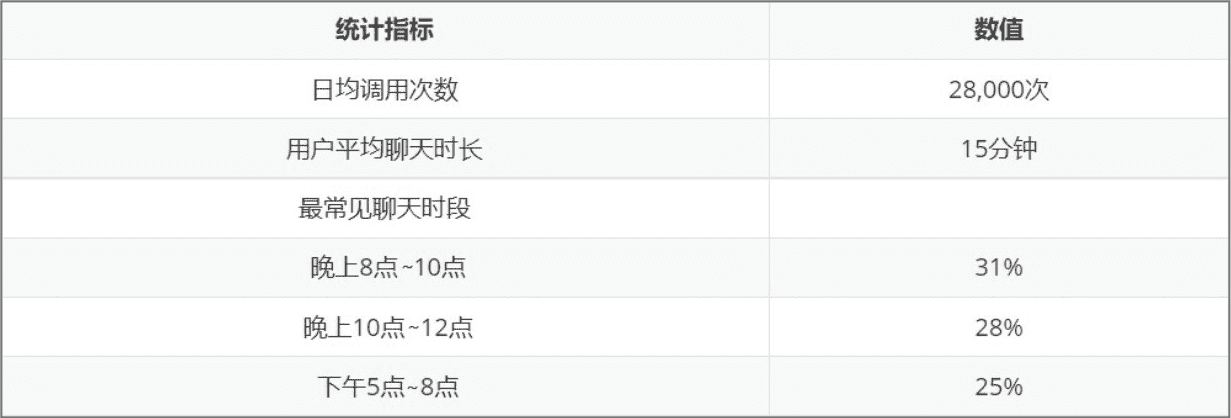 统计指标 数值
日均调用次数 28,000次
用户平均聊天时长 15分钟
最常见聊天时段
晚上8点~10点 31%
晚上10点~12点 28%
下午5点~8点 25%